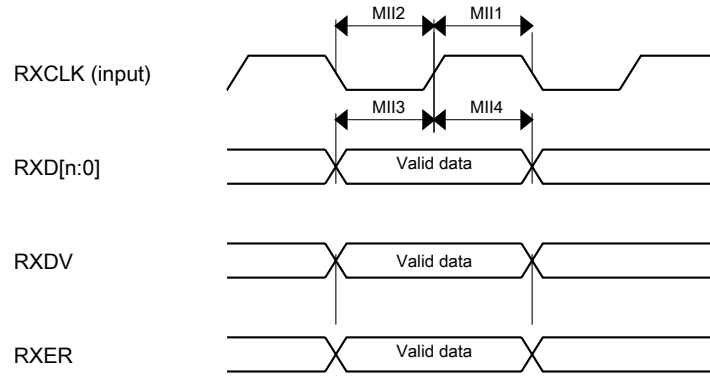 MII2 MII1
RXCLK (input)
MII3 MII4
RXD[n:0] Valid data
RXDV Valid data
RXER Valid data